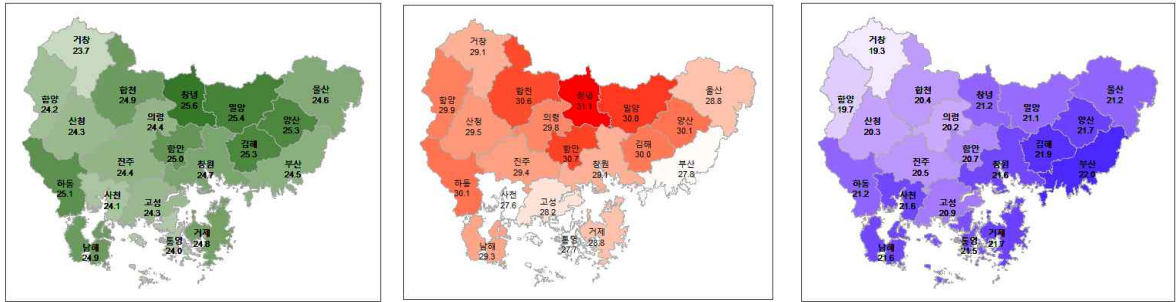 거창
23.7
함양
24.2
합천
24.9
창녕
25.6
밀양
25.4
울산
24.6
산청
24.3
의령
24.4
양산
25.3
함안
25.0
김해
25.3
진주
24.4
창원
24.7
부산
24.5
하동
25.1
사천
24.1
고성
24.3
거제
24.8
통영
24.0
남해
24.9
거창
29.1
함양
29.9
합천
30.6
창녕
31.1
밀양
30.8
울산
28.8
산청
29.5
의령
29.8
양산
30.1
함안
30.7
김해
30.0
진주
29.4
창원
29.1
부산
27.8
하동
30.1
사천
27.6
고성
28.2
거제
28.8
통영
27.7
남해
29.3
거창
19.3
함양
19.7
합천
20.4
창녕
21.2
밀양
21.1
울산
21.2
산청
20.3
의령
20.2
양산
21.7
함안
20.7
김해
21.9
진주
20.5
창원
21.6
부산
22.0
하동
21.2
사천
21.6
고성
20.9
거제
21.7
통영
21.5
남해
21.6